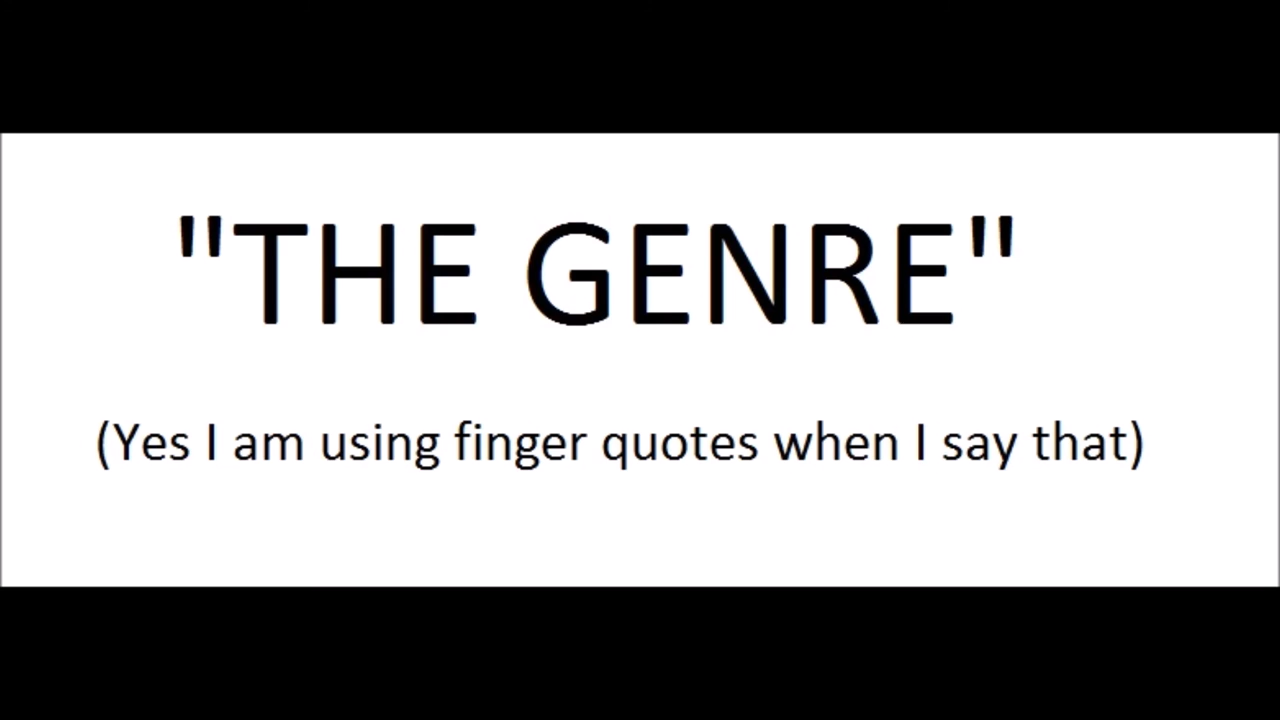 "THE GENRE"
(Yes I am using finger quotes when I say that)